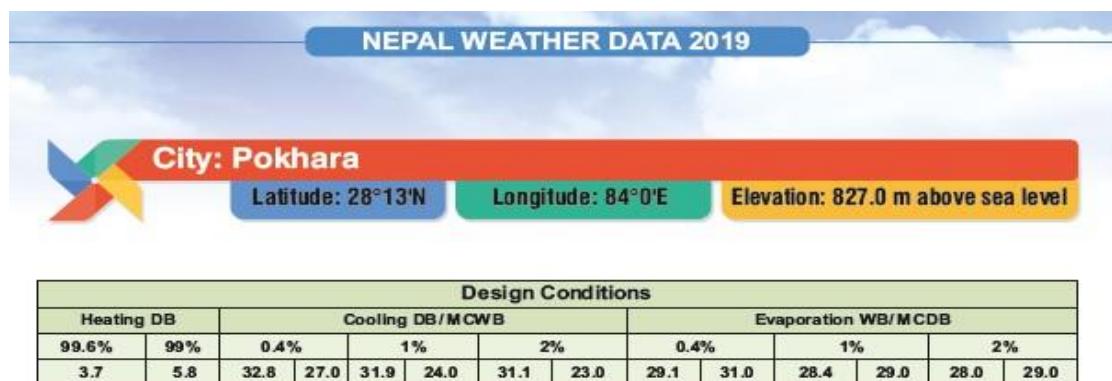 NEPAL WEATHER DATA 2019
City: Pokhara
Latitude: 28°13'N Longitude: 84°0'E Elevation: 827.0 m above sea level
Design Conditions
Heating DB Cooling DB/MCWB Evaporation WB/MCDB
99.6% 99% 0.4% 1% 2% 0.4% 1% 2%
3.7 5.8 32.8 27.0 31.9 24.0 31.1 23.0 29.1 31.0 28.4 29.0 28.0 29.0